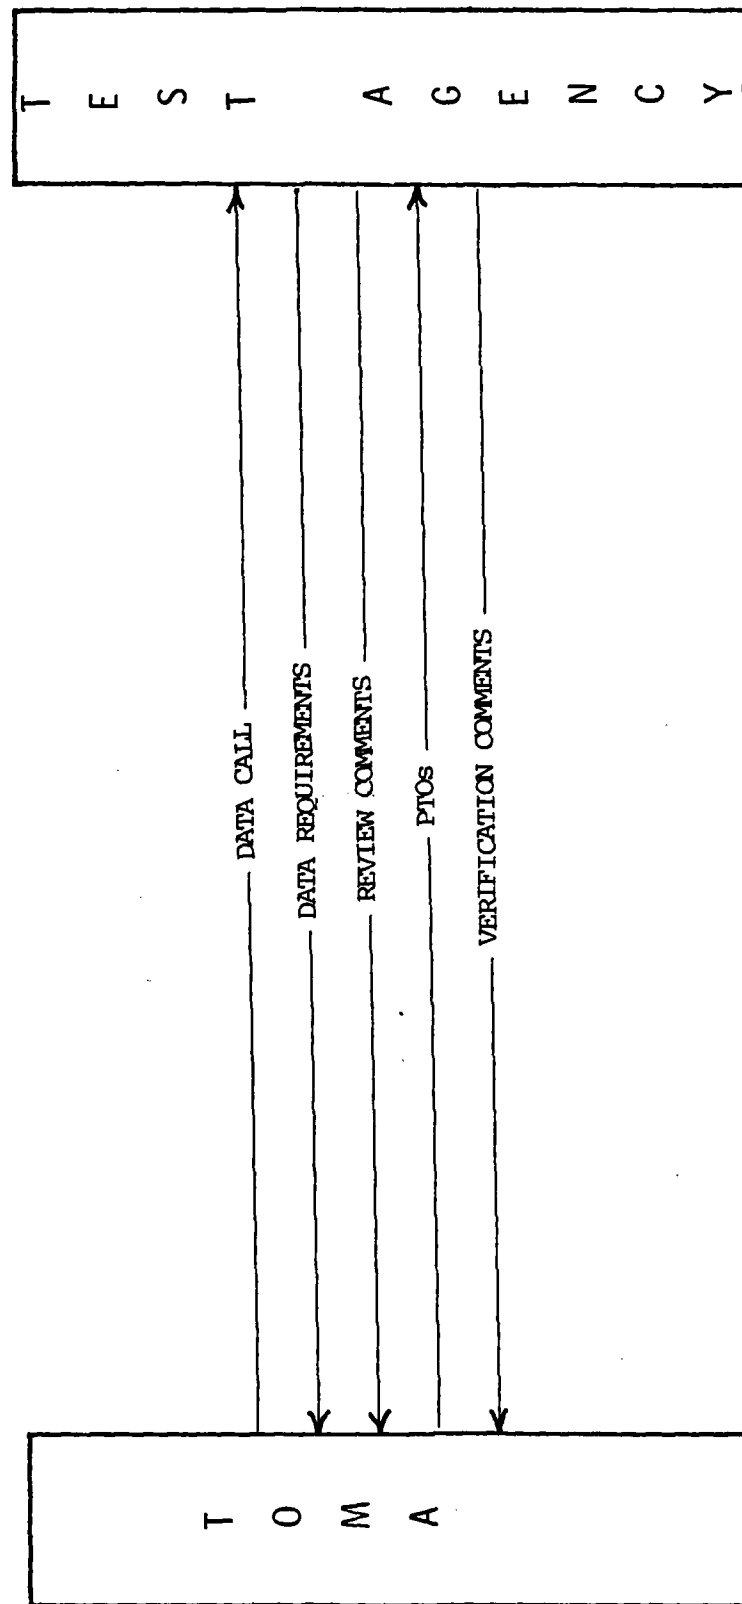 TOMA
DATA CALL
DATA REQUIREMENTS
REVIEW COMMENTS
PTOs
VERIFICATION COMMENTS
TEST AGENCY